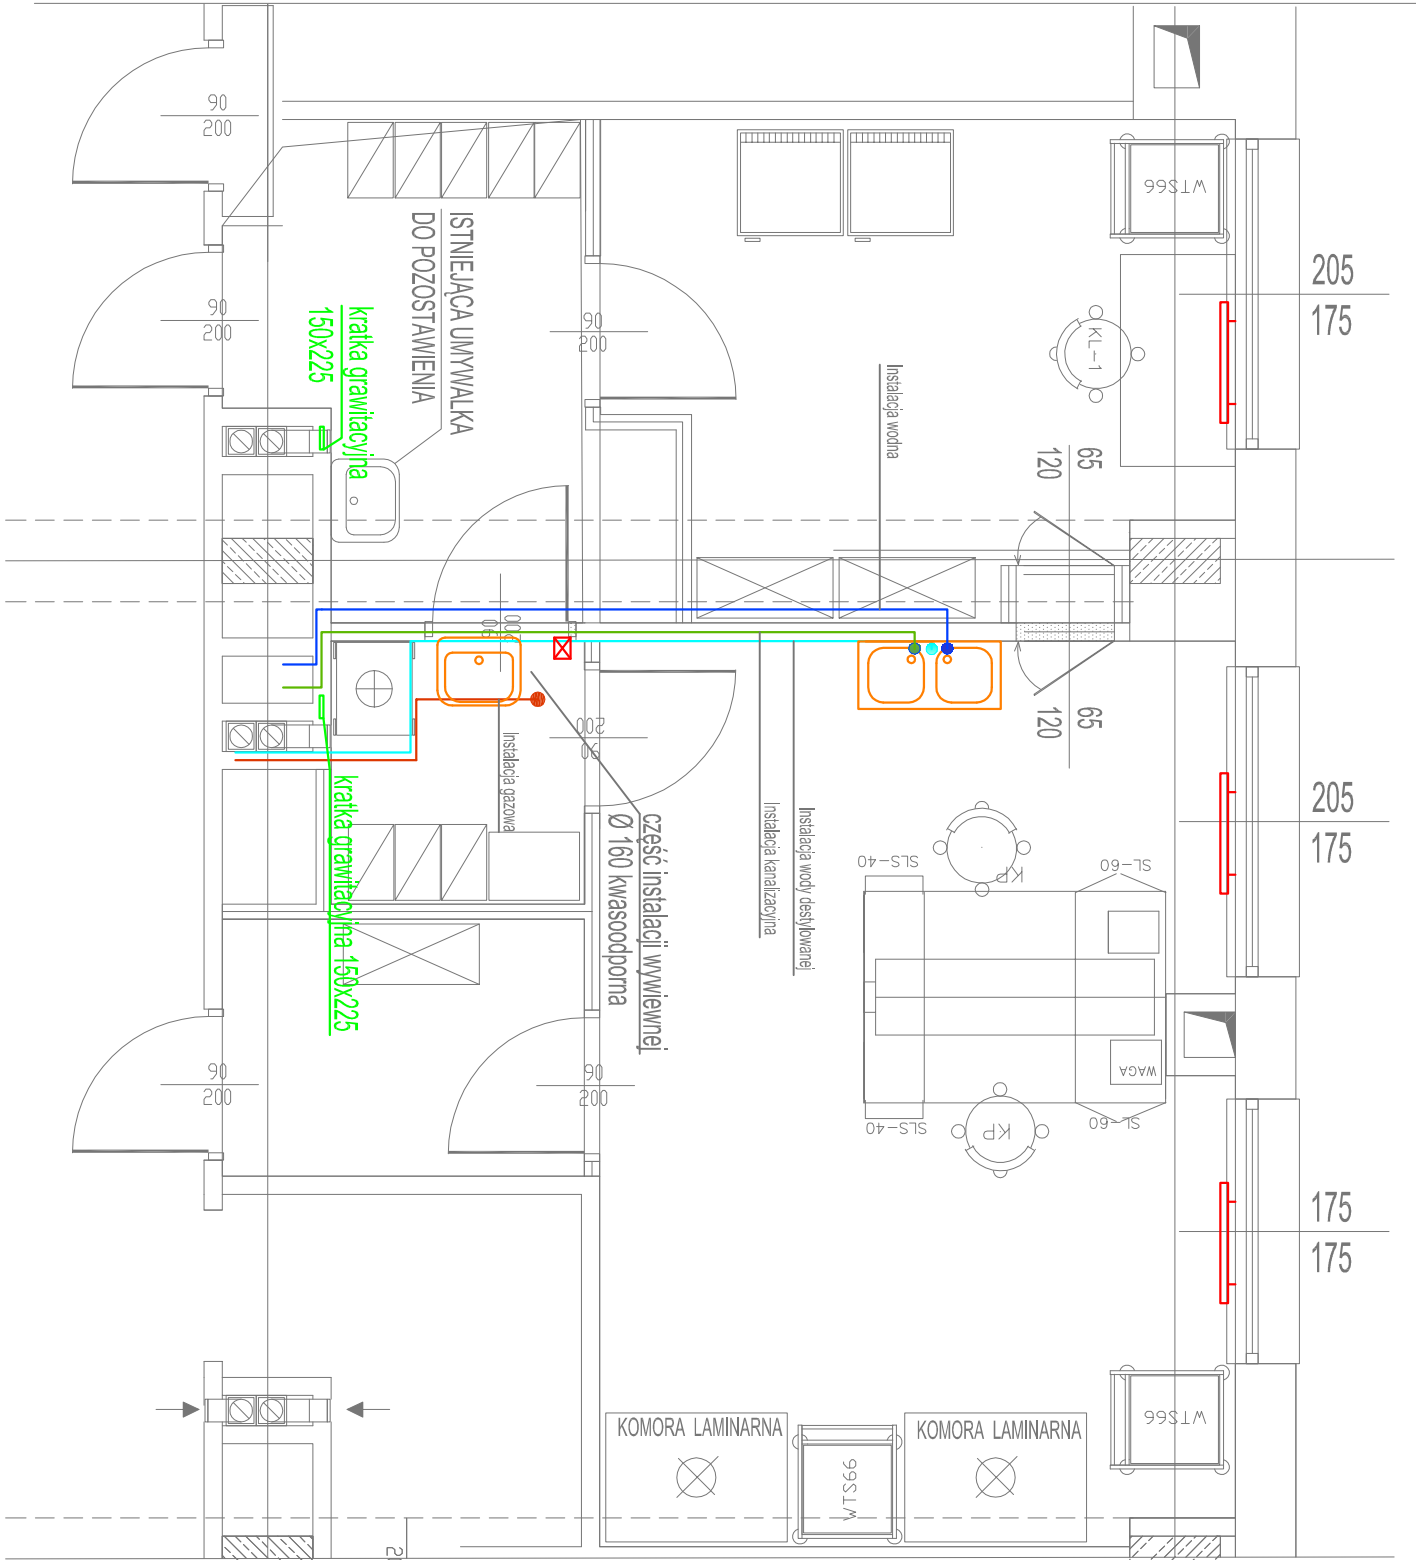 90
200
WTS66
205
175
ISTNIEJĄCA UMYWALKA
DO POZOSTAWIENIA
90
200
kratka grawitacyjna
150x225
90
200
KL-1
Instalacja wodna
65
120
200
90
65
120
200
90
Instalacja gazowa
205
175
kratka grawitacyjna 150x225
część instalacji wywiewnej
Ø 160 kwasoodporna
Instalacja kanalizacyjna
Instalacja wody destylowanej
SLS-40
KP
SL-60
WAGA
90
200
90
200
SLS-40
KP
SL-60
175
175
KOMORA LAMINARNA
KOMORA LAMINARNA
WTS66
WTS66